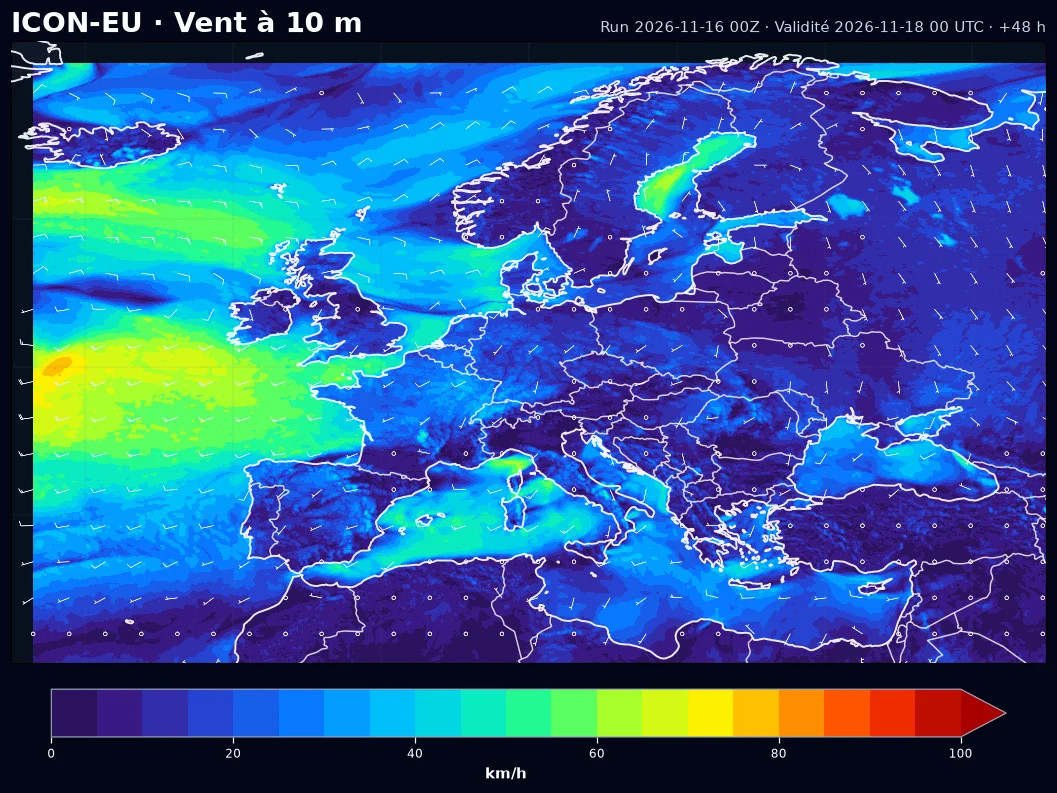 ICON-EU · Vent à 10 m
Run 2026-11-16 00Z · Validité 2026-11-18 00 UTC · +48 h
0 20 40 60 80 100
km/h